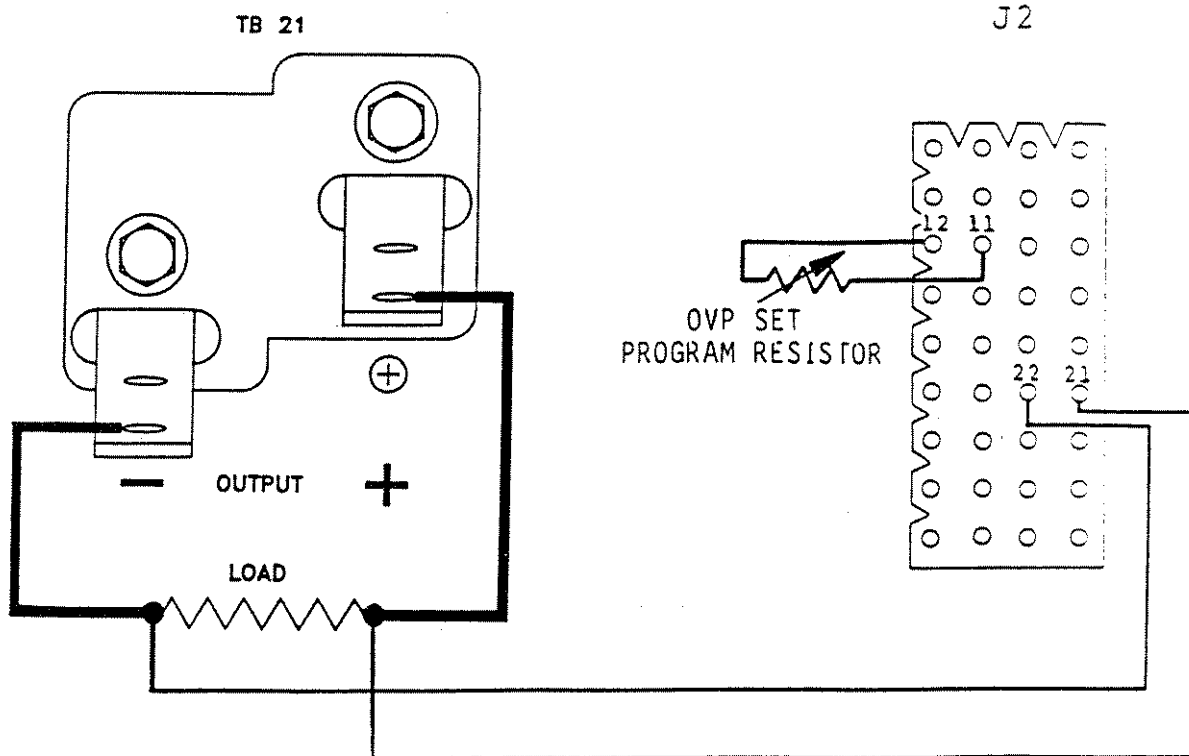 TB 21
J2
12 11
OVP SET
PROGRAM RESISTOR
22 21
+
− OUTPUT +
LOAD